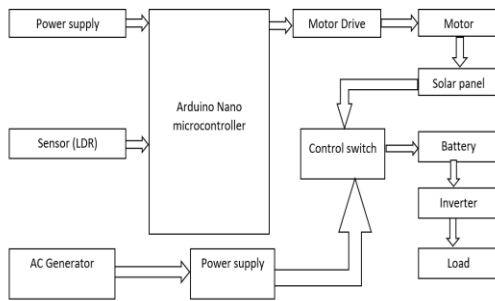 Power supply
Motor Drive
Motor
Solar panel
Arduino Nano
microcontroller
Sensor (LDR)
Control switch
Battery
Inverter
AC Generator
Power supply
Load